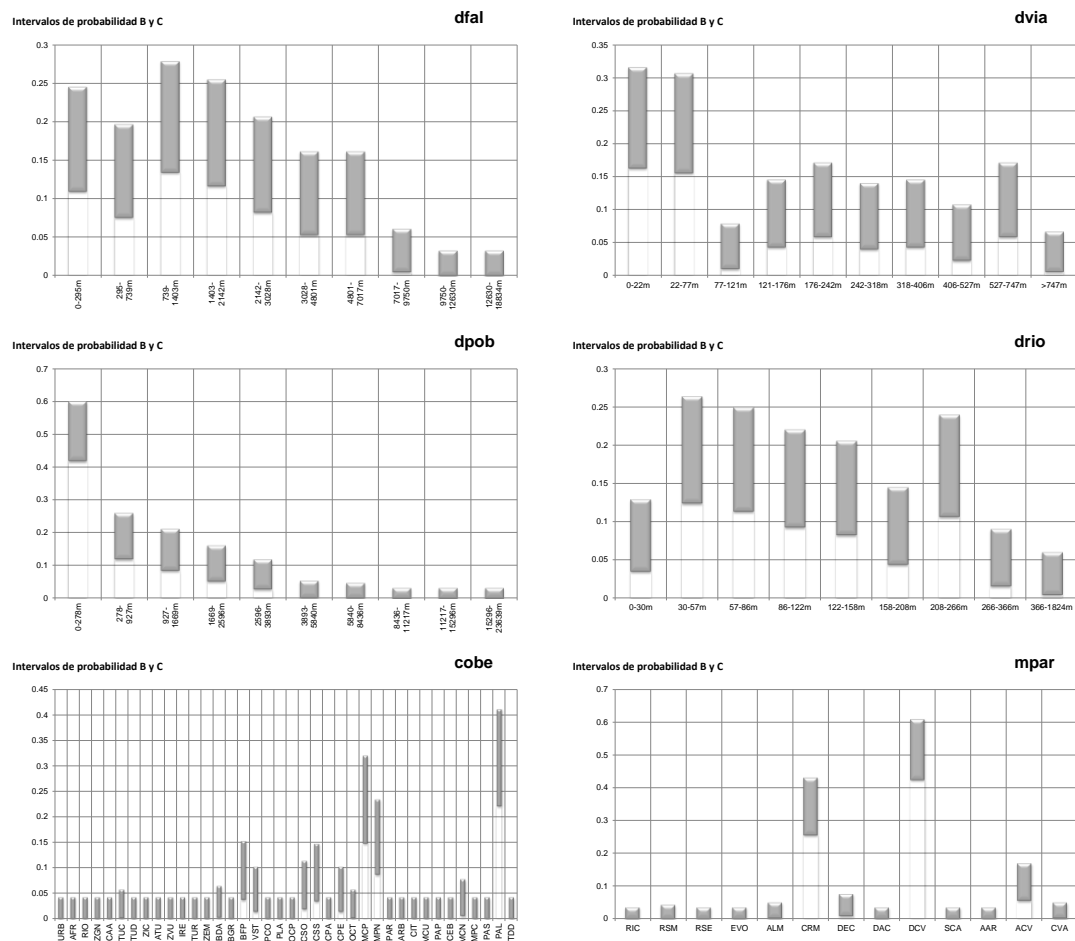 Intervalos de probabilidad B y C
dfal
0.3
0.25
0.2
0.15
0.1
0.05
0
0-295m
295-
739m
739-
1403m
1403-
2142m
2142-
3028m
3028-
4801m
4801-
7017m
7017-
9750m
9750-
12630m
12630-
18834m
Intervalos de probabilidad B y C
dvia
0.35
0.3
0.25
0.2
0.15
0.1
0.05
0
0-22m
22-77m
77-121m
121-176m
176-242m
242-318m
318-406m
406-527m
527-747m
>747m
Intervalos de probabilidad B y C
dpob
0.7
0.6
0.5
0.4
0.3
0.2
0.1
0
0-278m
278-
927m
927-
1669m
1669-
2596m
2596-
3893m
3893-
5840m
5840-
8436m
8436-
11217m
11217-
15296m
15296-
23639m
Intervalos de probabilidad B y C
drio
0.3
0.25
0.2
0.15
0.1
0.05
0
0-30m
30-57m
57-86m
86-122m
122-158m
158-208m
208-266m
266-366m
366-1824m
Intervalos de probabilidad B y C
cobe
0.45
0.4
0.35
0.3
0.25
0.2
0.15
0.1
0.05
0
URB
AFR
RIO
ZGN
CAA
TUC
TUD
ZIC
ATU
ZVU
IRE
TUR
ZEM
BDA
BGR
BFP
VST
PCO
PLA
OCP
CSO
CSS
CPA
CPE
OCT
MCP
MPN
PAR
ARB
CIT
MCU
PAP
CEB
MCN
MPC
PAS
PAL
TDD
Intervalos de probabilidad B y C
mpar
0.7
0.6
0.5
0.4
0.3
0.2
0.1
0
RIC
RSM
RSE
EVO
ALM
CRM
DEC
DAC
DCV
SCA
AAR
ACV
CVA